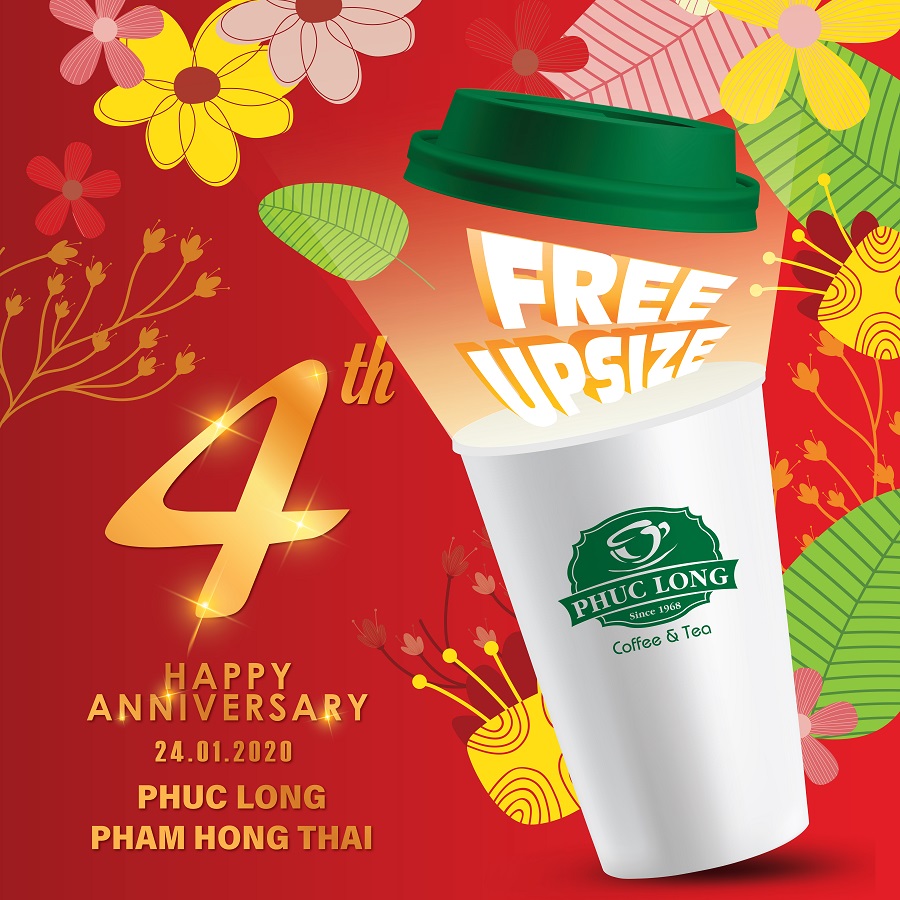 FREE
UPSIZE
4th
HAPPY
ANNIVERSARY
24.01.2020
PHUC LONG
PHAM HONG THAI
PHUC LONG
Since 1968
Coffee & Tea